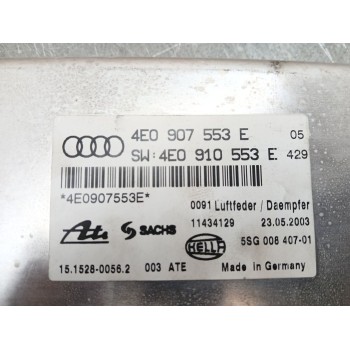 4E0 907 553 E 05
SW:4E0 910 553 E 429
*4E0907553E*
0091 Luftfeder / Daempfer
11434129 23.05.2003
Ate SACHS HELLA 5SG 008 407-01
15.1528-0056.2 003 ATE Made in Germany